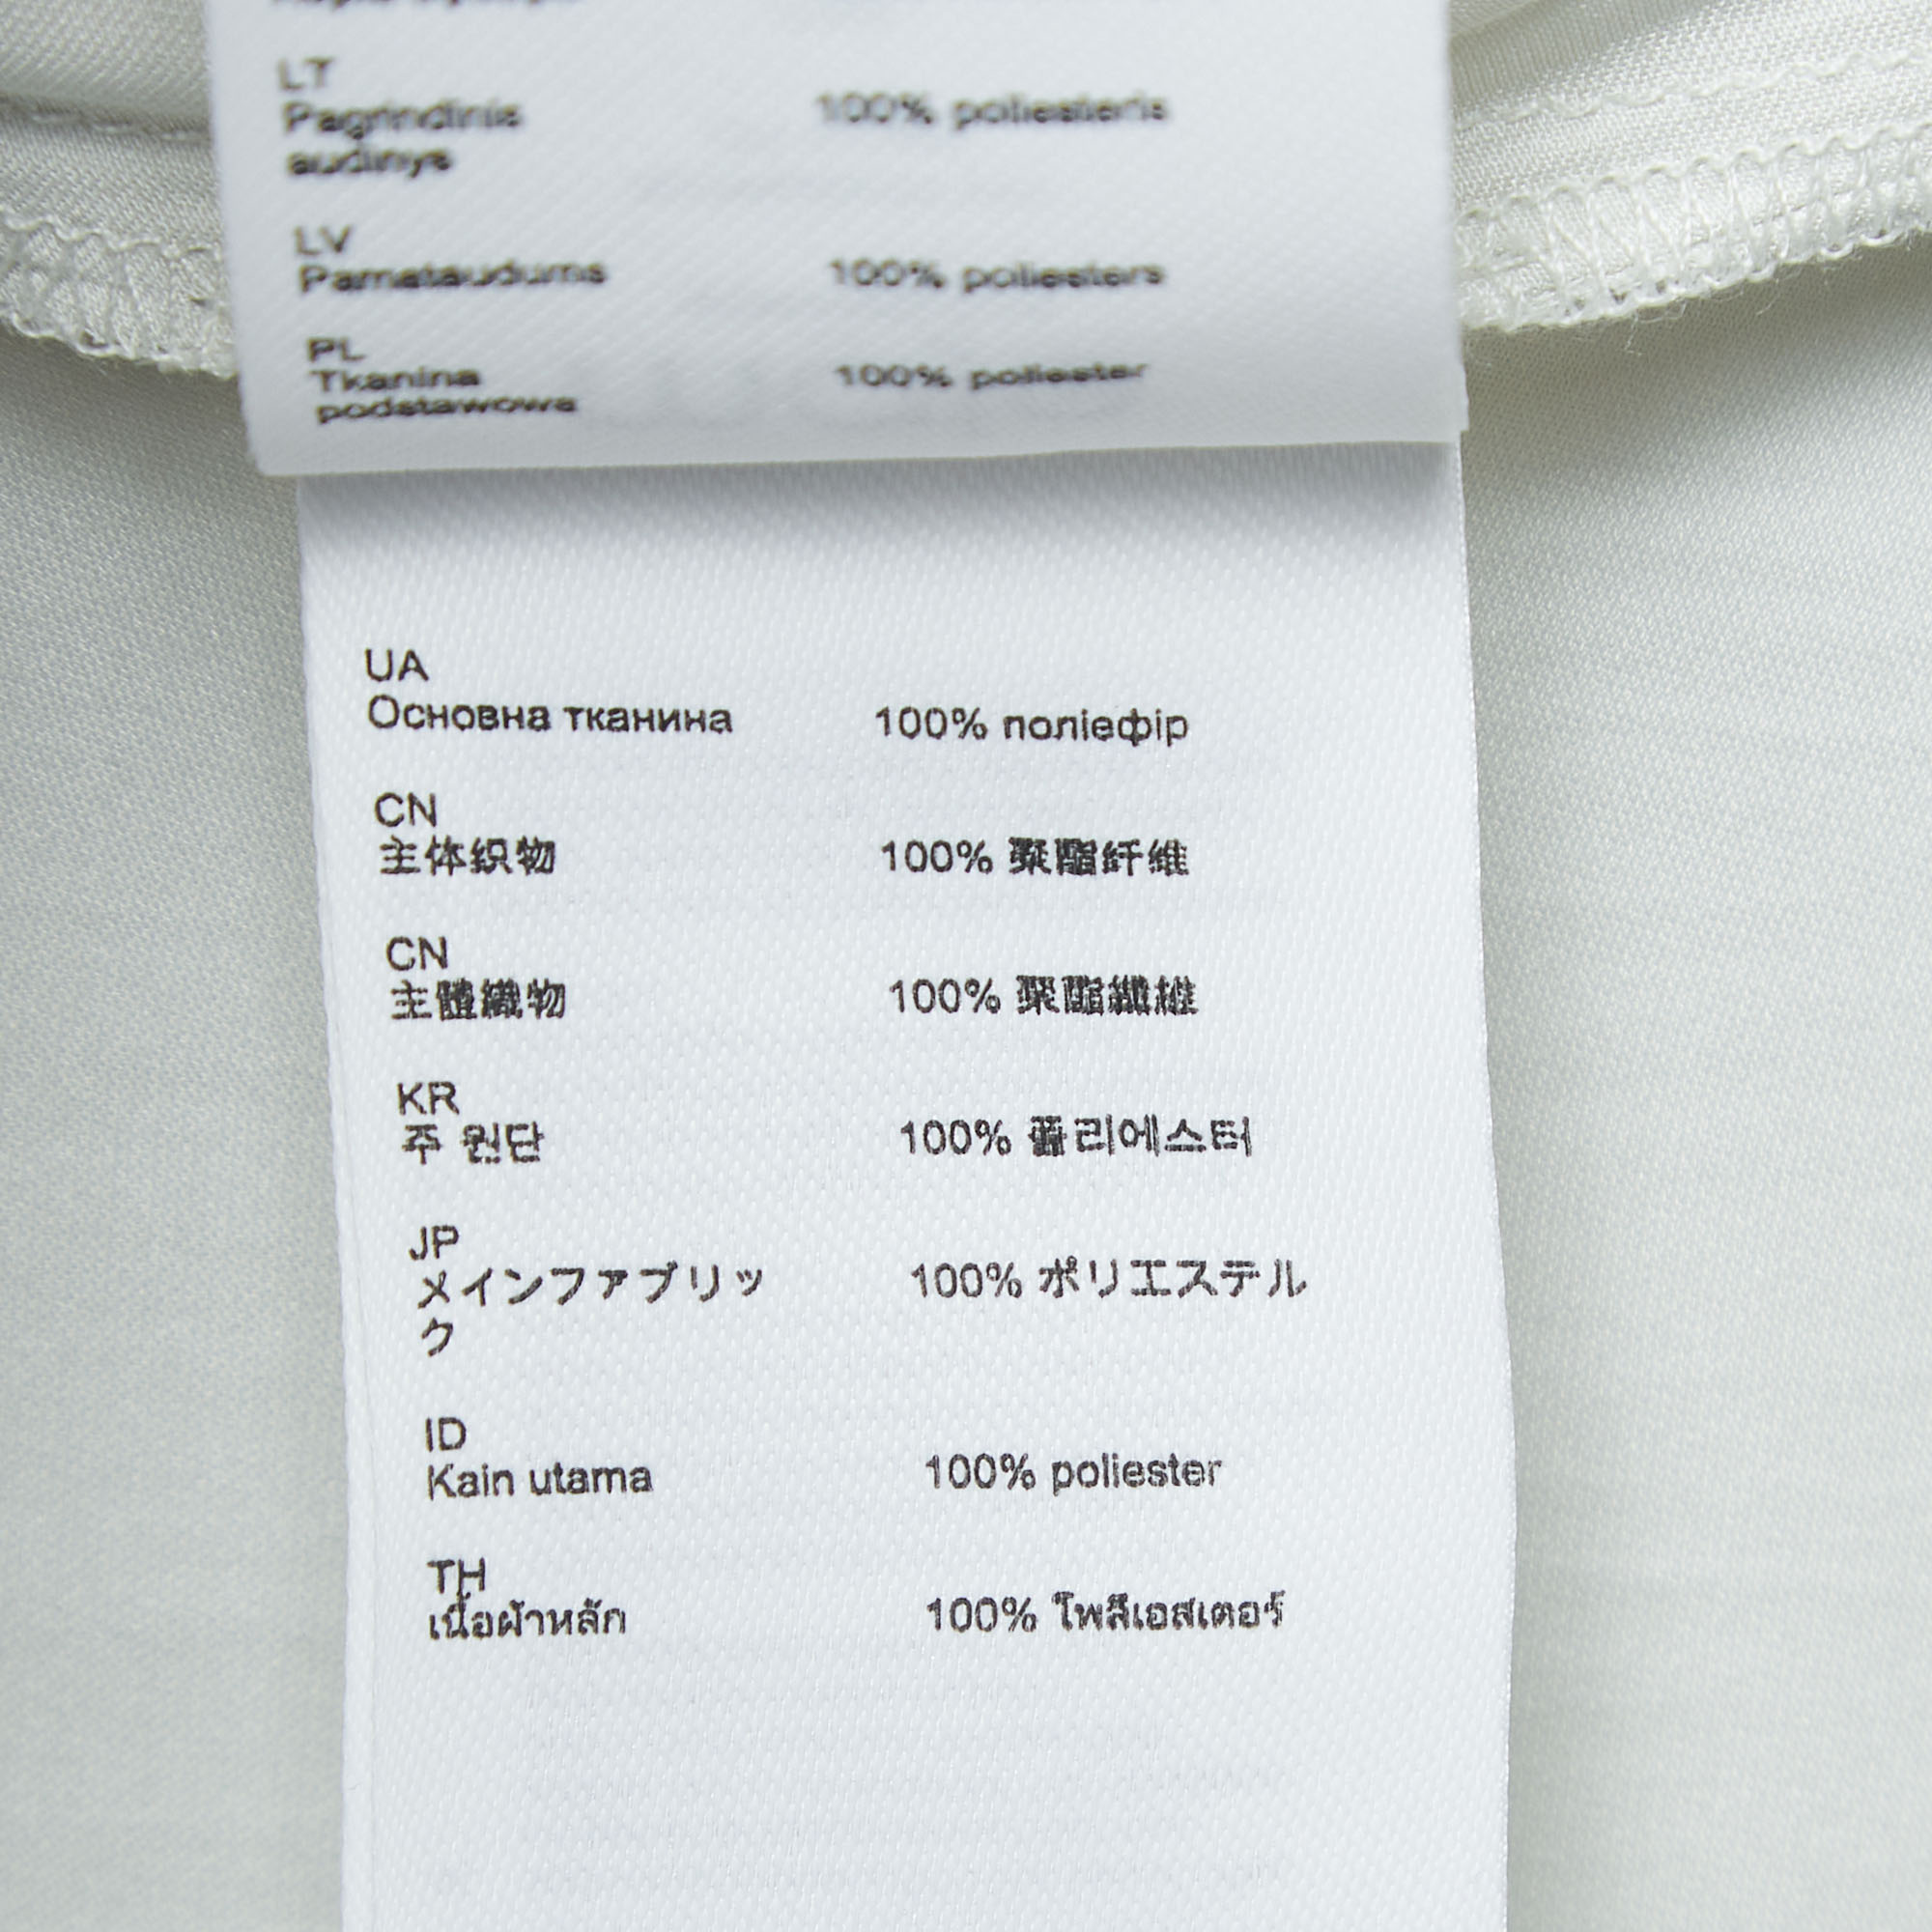 LT
Pagrindinis 100% poliesteris
audinys
LV
Pamataudums 100% poliesters
PL
Tkanina 100% poliester
podstawowa
UA
Основна тканина 100% поліефір
CN
主体织物 100% 聚酯纤维
CN
主體織物 100% 聚酯纖維
KR
주 원단 100% 폴리에스터
JP
メインファブリッ 100% ポリエステル
ク
ID
Kain utama 100% poliester
TH
เนื้อผ้าหลัก 100% โพลีเอสเตอร์